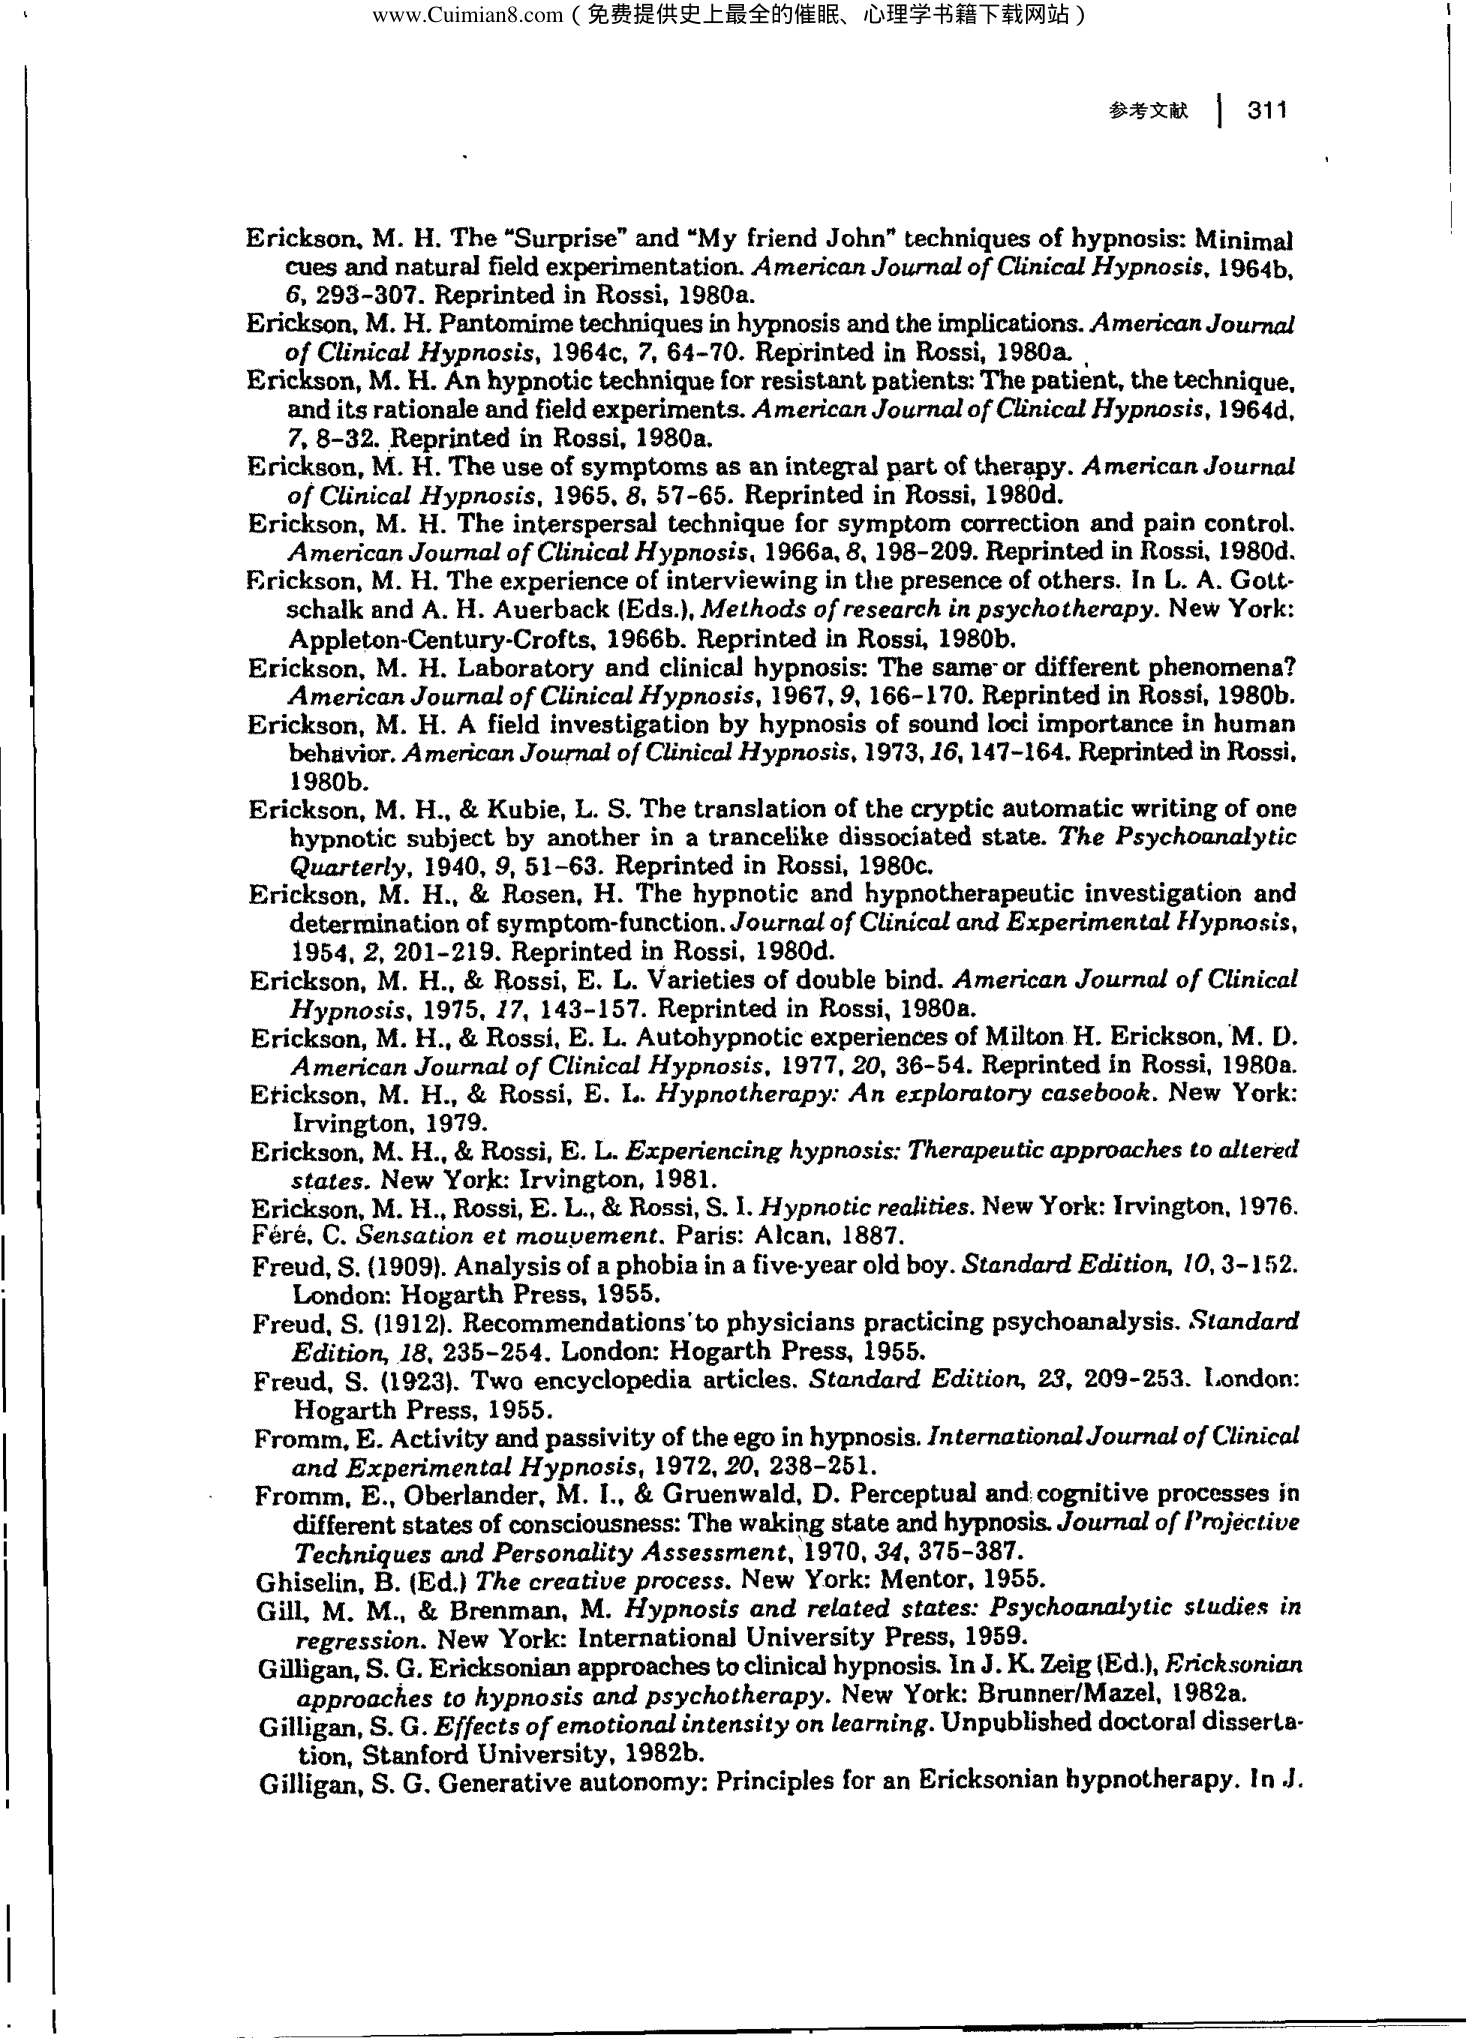 www.Cuimian8.com（免费提供史上最全的催眠、心理学书籍下载网站）
参考文献 | 311
Erickson, M. H. The “Surprise” and “My friend John” techniques of hypnosis: Minimal
cues and natural field experimentation. American Journal of Clinical Hypnosis, 1964b,
6, 293-307. Reprinted in Rossi, 1980a.
Erickson, M. H. Pantomime techniques in hypnosis and the implications. American Journal
of Clinical Hypnosis, 1964c, 7, 64-70. Reprinted in Rossi, 1980a.
Erickson, M. H. An hypnotic technique for resistant patients: The patient, the technique,
and its rationale and field experiments. American Journal of Clinical Hypnosis, 1964d,
7, 8-32. Reprinted in Rossi, 1980a.
Erickson, M. H. The use of symptoms as an integral part of therapy. American Journal
of Clinical Hypnosis, 1965, 8, 57-65. Reprinted in Rossi, 1980d.
Erickson, M. H. The interspersal technique for symptom correction and pain control.
American Journal of Clinical Hypnosis, 1966a, 8, 198-209. Reprinted in Rossi, 1980d.
Erickson, M. H. The experience of interviewing in the presence of others. In L. A. Gott-
schalk and A. H. Auerback (Eds.), Methods of research in psychotherapy. New York:
Appleton-Century-Crofts, 1966b. Reprinted in Rossi, 1980b.
Erickson, M. H. Laboratory and clinical hypnosis: The same or different phenomena?
American Journal of Clinical Hypnosis, 1967, 9, 166-170. Reprinted in Rossi, 1980b.
Erickson, M. H. A field investigation by hypnosis of sound loci importance in human
behavior. American Journal of Clinical Hypnosis, 1973, 16, 147-164. Reprinted in Rossi,
1980b.
Erickson, M. H., & Kubie, L. S. The translation of the cryptic automatic writing of one
hypnotic subject by another in a trancelike dissociated state. The Psychoanalytic
Quarterly, 1940, 9, 51-63. Reprinted in Rossi, 1980c.
Erickson, M. H., & Rosen, H. The hypnotic and hypnotherapeutic investigation and
determination of symptom-function. Journal of Clinical and Experimental Hypnosis,
1954, 2, 201-219. Reprinted in Rossi, 1980d.
Erickson, M. H., & Rossi, E. L. Varieties of double bind. American Journal of Clinical
Hypnosis, 1975, 17, 143-157. Reprinted in Rossi, 1980a.
Erickson, M. H., & Rossi, E. L. Autohypnotic experiences of Milton H. Erickson, M. D.
American Journal of Clinical Hypnosis, 1977, 20, 36-54. Reprinted in Rossi, 1980a.
Erickson, M. H., & Rossi, E. L. Hypnotherapy: An exploratory casebook. New York:
Irvington, 1979.
Erickson, M. H., & Rossi, E. L. Experiencing hypnosis: Therapeutic approaches to altered
states. New York: Irvington, 1981.
Erickson, M. H., Rossi, E. L., & Rossi, S. I. Hypnotic realities. New York: Irvington, 1976.
Féré, C. Sensation et mouvement. Paris: Alcan, 1887.
Freud, S. (1909). Analysis of a phobia in a five-year old boy. Standard Edition, 10, 3-152.
London: Hogarth Press, 1955.
Freud, S. (1912). Recommendations to physicians practicing psychoanalysis. Standard
Edition, 18, 235-254. London: Hogarth Press, 1955.
Freud, S. (1923). Two encyclopedia articles. Standard Edition, 23, 209-253. London:
Hogarth Press, 1955.
Fromm, E. Activity and passivity of the ego in hypnosis. International Journal of Clinical
and Experimental Hypnosis, 1972, 20, 238-251.
Fromm, E., Oberlander, M. I., & Gruenwald, D. Perceptual and cognitive processes in
different states of consciousness: The waking state and hypnosis. Journal of Projective
Techniques and Personality Assessment, 1970, 34, 375-387.
Ghiselin, B. (Ed.) The creative process. New York: Mentor, 1955.
Gill, M. M., & Brenman, M. Hypnosis and related states: Psychoanalytic studies in
regression. New York: International University Press, 1959.
Gilligan, S. G. Ericksonian approaches to clinical hypnosis. In J. K. Zeig (Ed.), Ericksonian
approaches to hypnosis and psychotherapy. New York: Brunner/Mazel, 1982a.
Gilligan, S. G. Effects of emotional intensity on learning. Unpublished doctoral disserta-
tion, Stanford University, 1982b.
Gilligan, S. G. Generative autonomy: Principles for an Ericksonian hypnotherapy. In J.